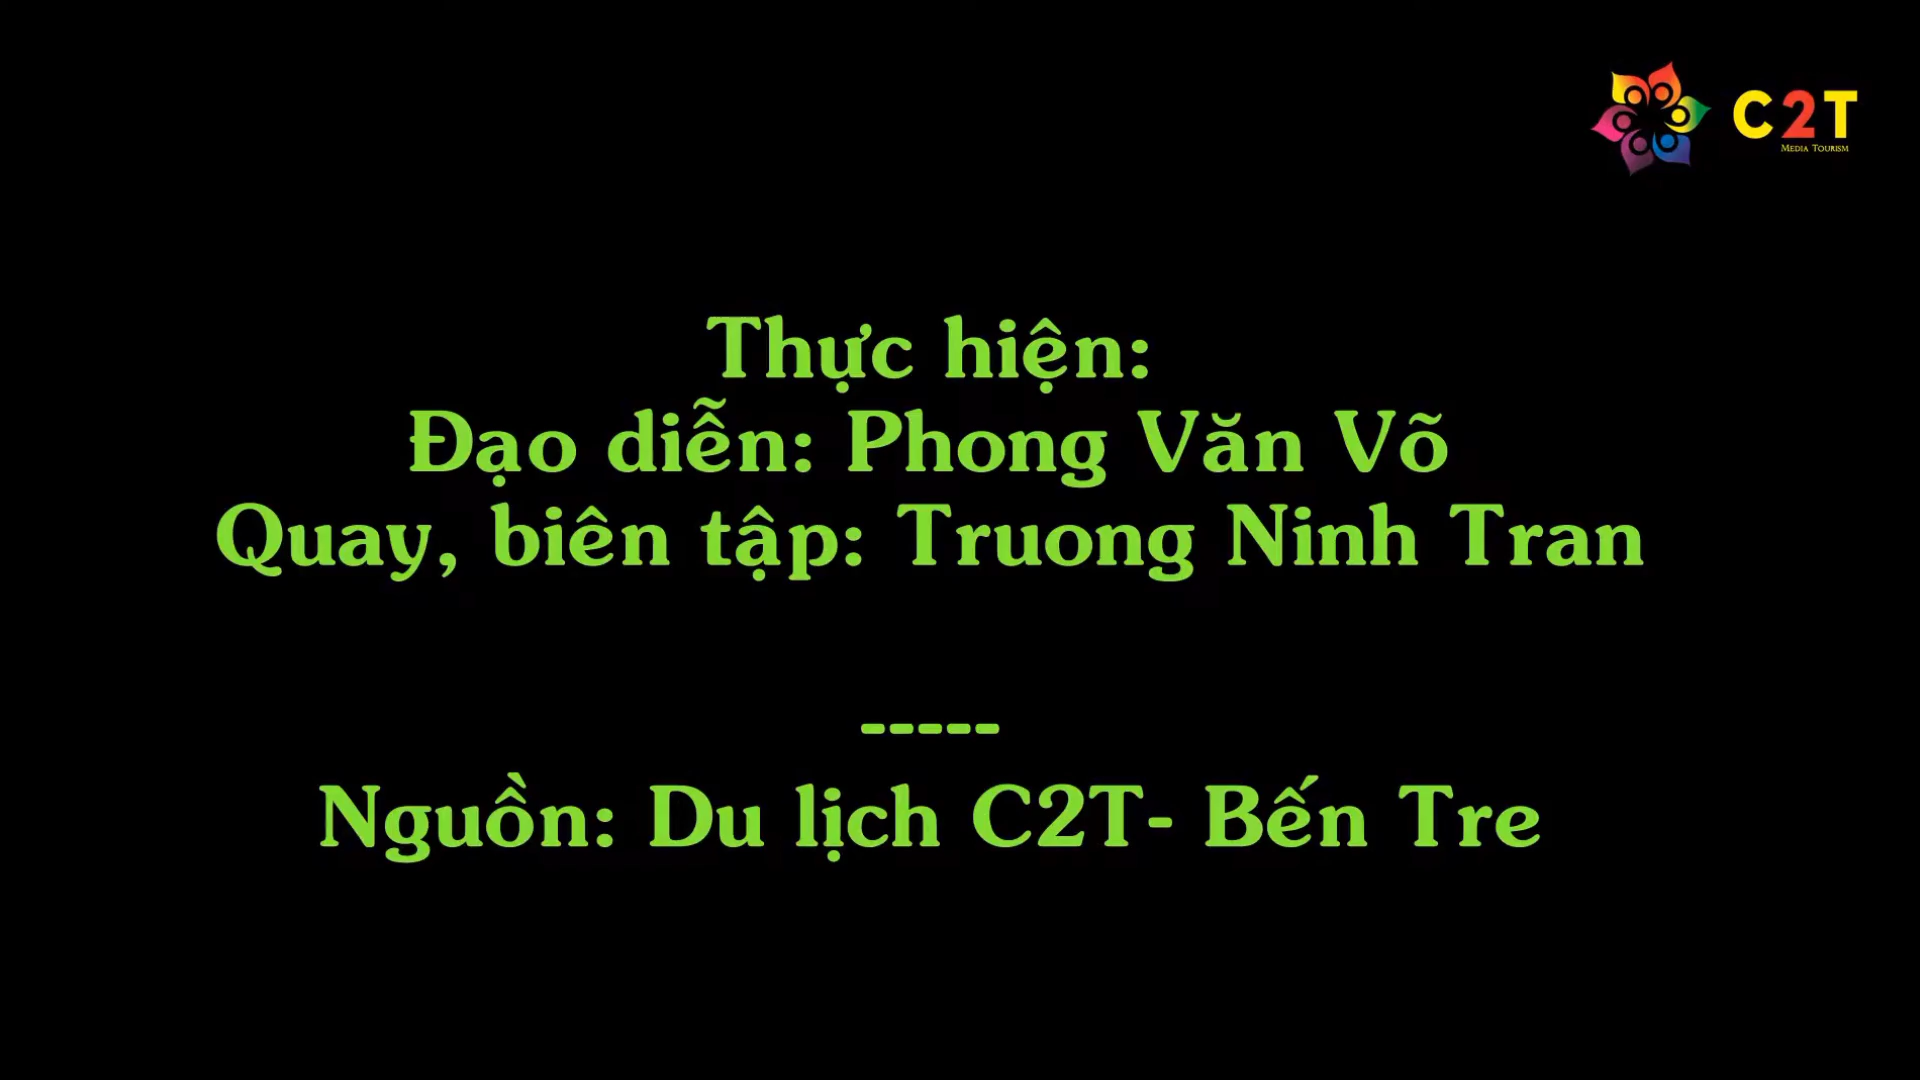 C2T
Media Tourism
Thực hiện:
Đạo diễn: Phong Văn Võ
Quay, biên tập: Truong Ninh Tran
-----
Nguồn: Du lịch C2T- Bến Tre